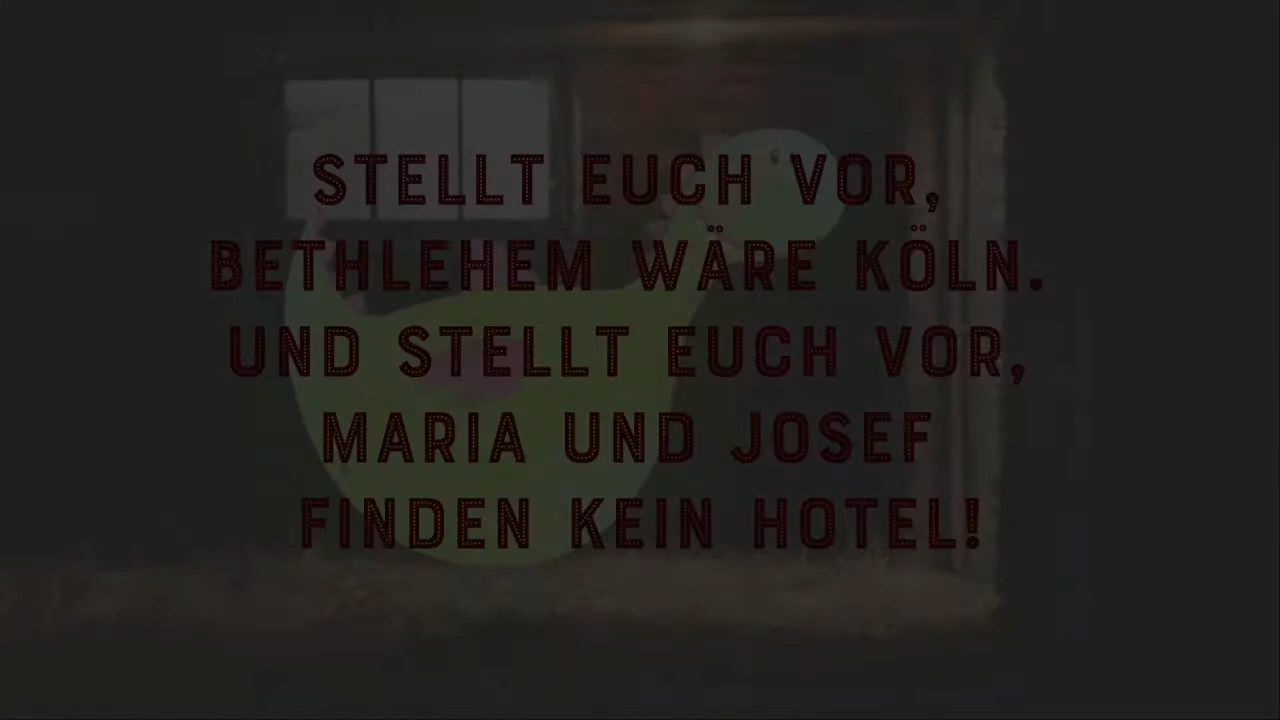 STELLT EUCH VOR,
BETHLEHEM WÄRE KÖLN.
UND STELLT EUCH VOR,
MARIA UND JOSEF
FINDEN KEIN HOTEL!